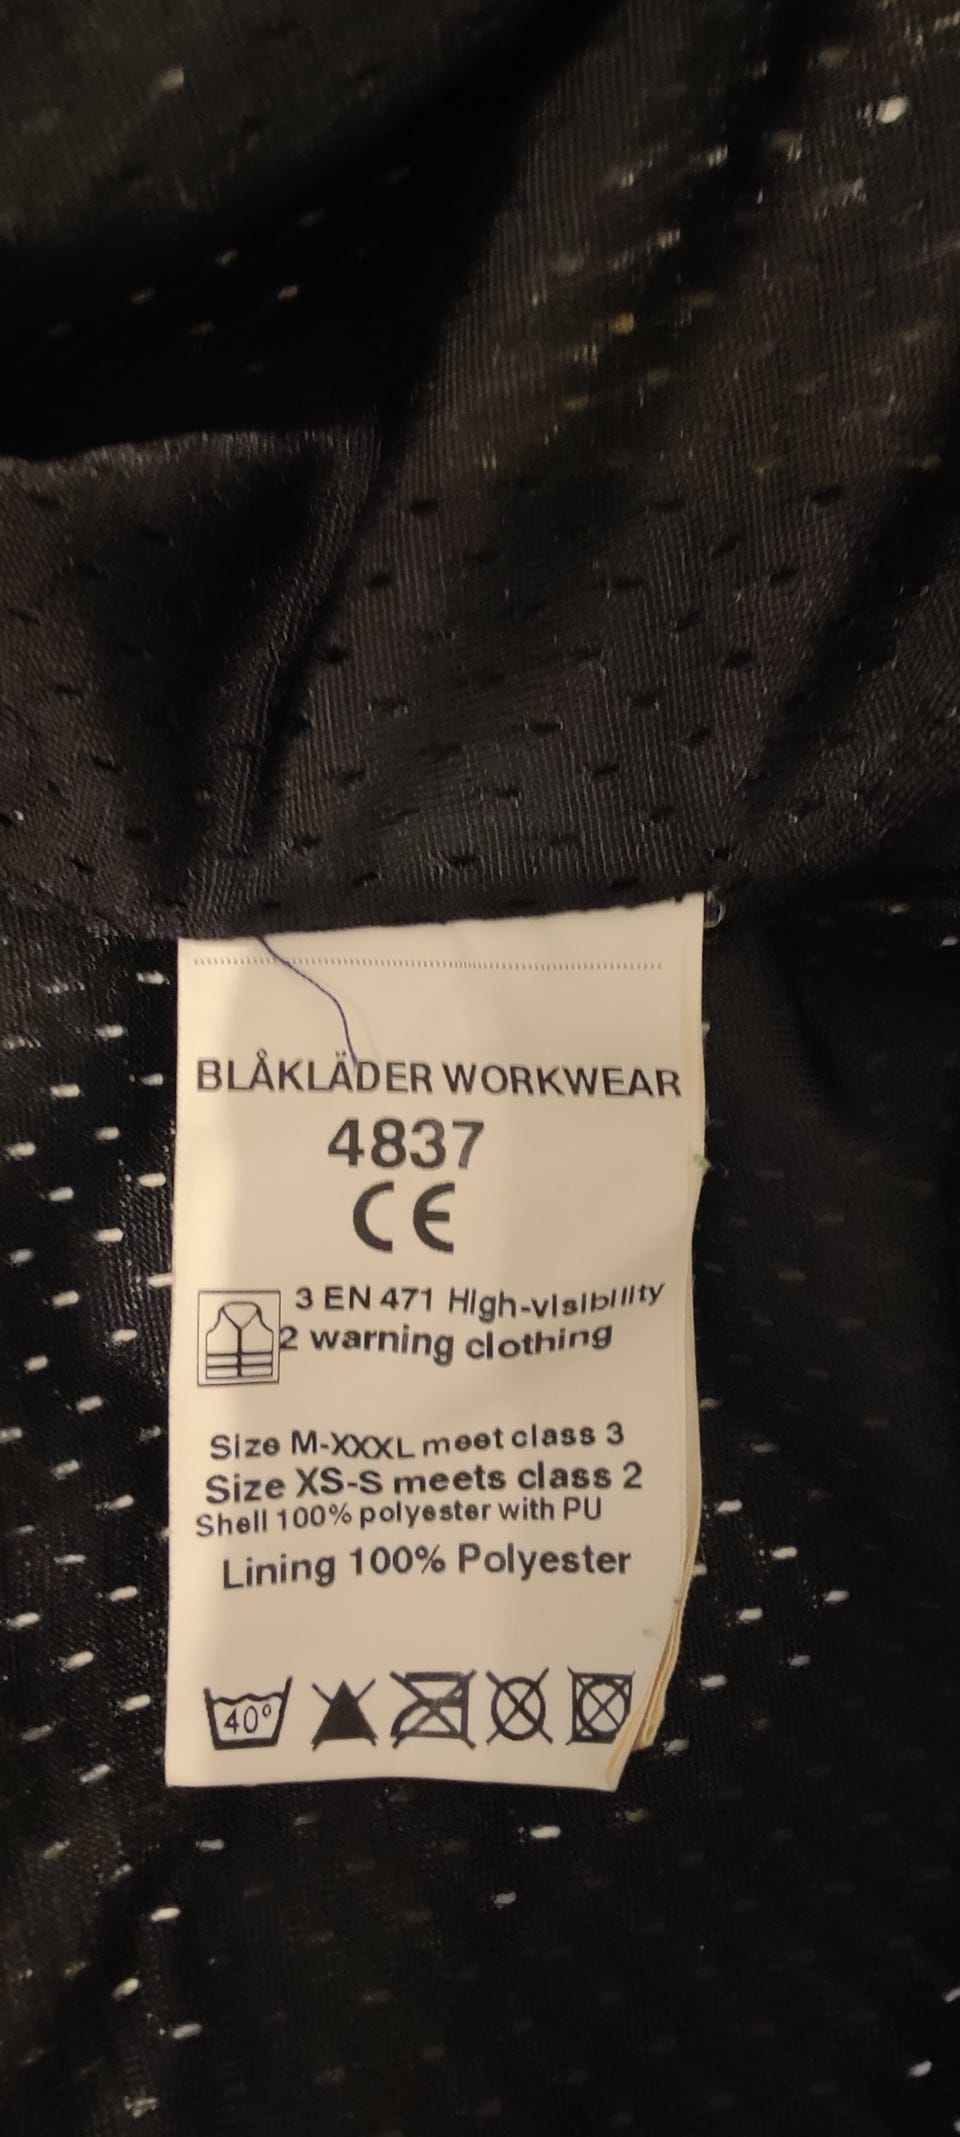 BLÅKLÄDER WORKWEAR
4837
CE
3 EN 471 High-visibility
2 warning clothing
Size M-XXXL meet class 3
Size XS-S meets class 2
Shell 100% polyester with PU
Lining 100% Polyester
40°